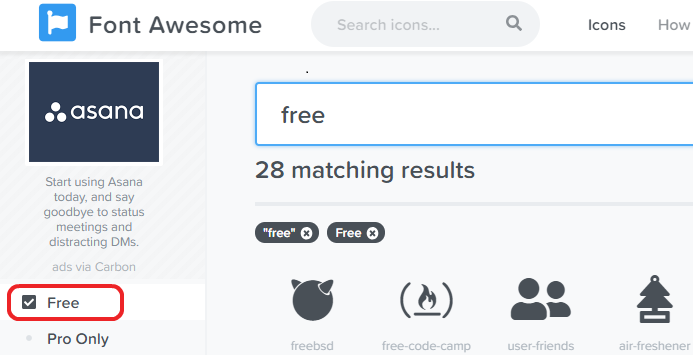 Font Awesome
Search icons...
Icons
How
asana
Start using Asana
today, and say
goodbye to status
meetings and
distracting DMs.
ads via Carbon
Free
Pro Only
free
28 matching results
"free"
Free
freebsd
free-code-camp
user-friends
air-freshener